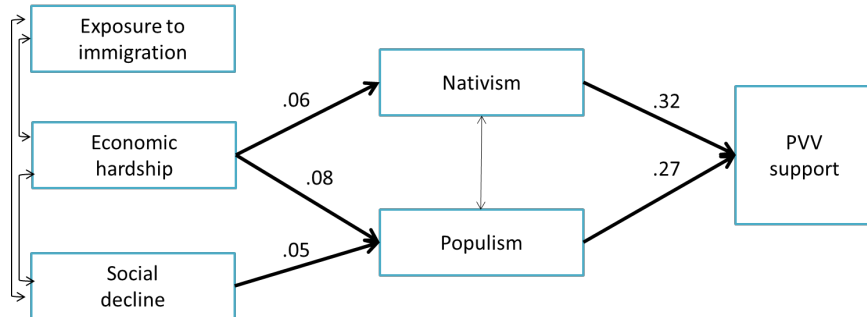 Exposure to
immigration
Economic
hardship
Social
decline
.06
.08
.05
Nativism
Populism
.32
.27
PVV
support